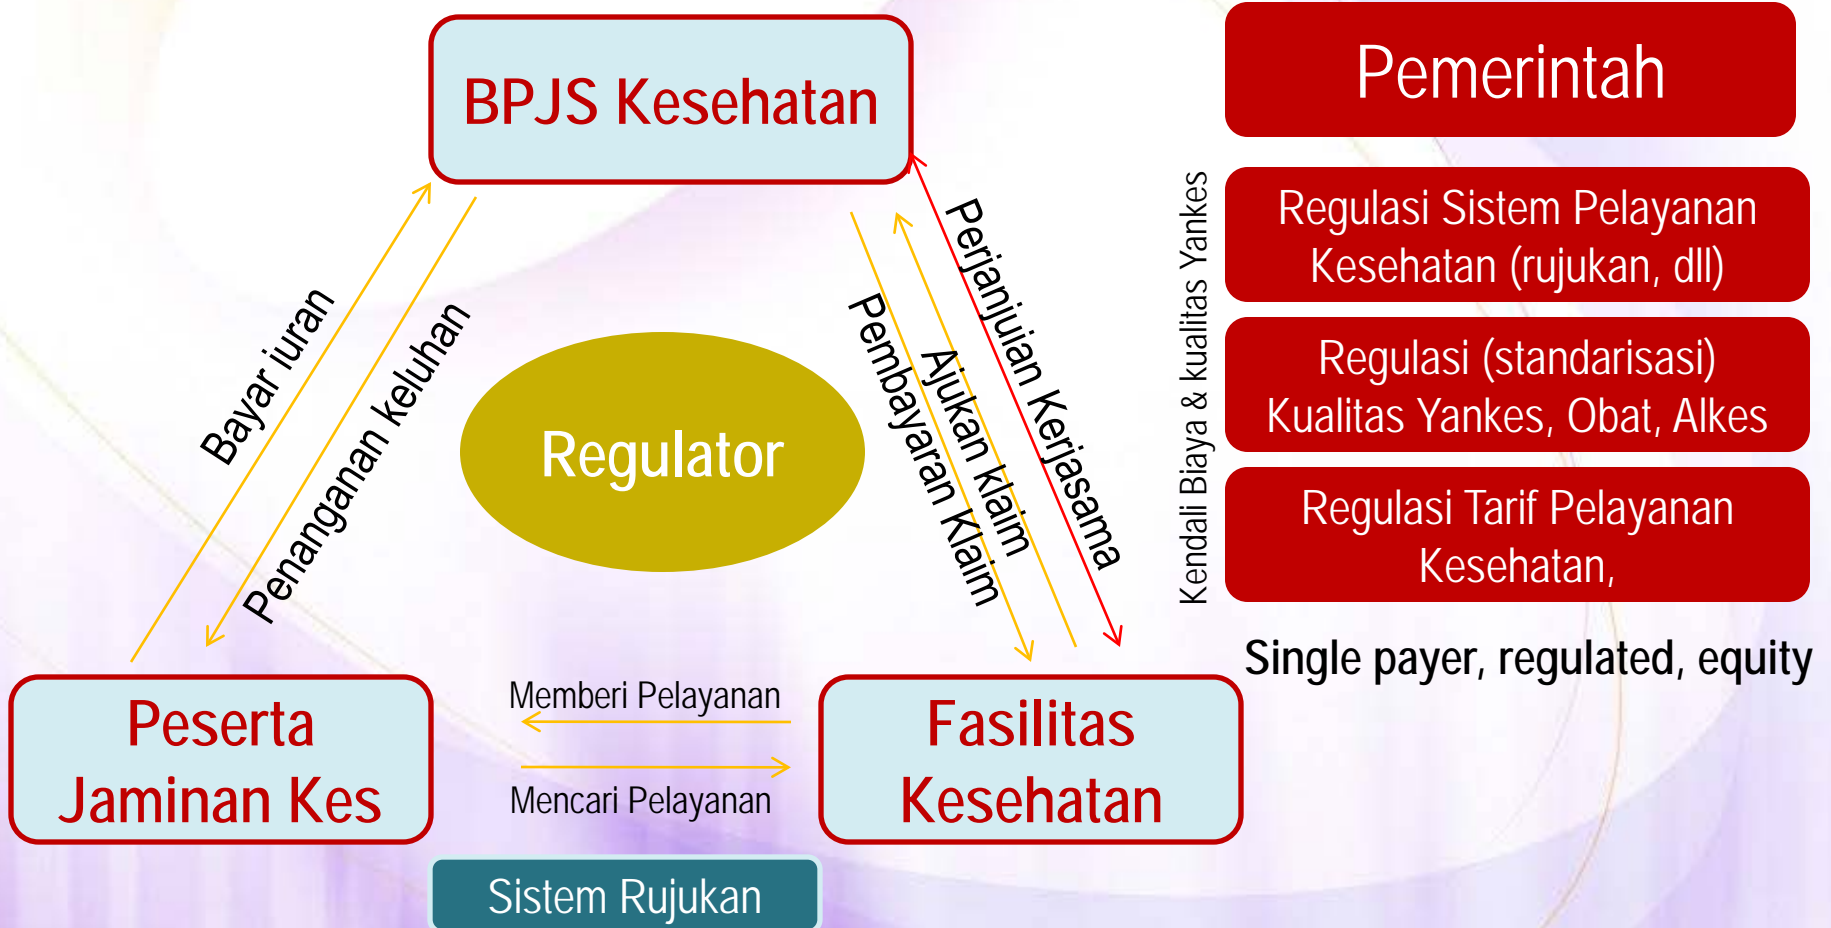 BPJS Kesehatan
Pemerintah
Regulasi Sistem Pelayanan
Kesehatan (rujukan, dll)
Regulasi (standarisasi)
Kualitas Yankes, Obat, Alkes
Regulasi Tarif Pelayanan
Kesehatan,
Kendali Biaya & kualitas Yankes
Single payer, regulated, equity
Bayar iuran
Penanganan keluhan
Regulator
Pembayaran Klaim
Ajukan klaim
Perjanjuian Kerjasama
Peserta
Jaminan Kes
Memberi Pelayanan
Mencari Pelayanan
Fasilitas
Kesehatan
Sistem Rujukan